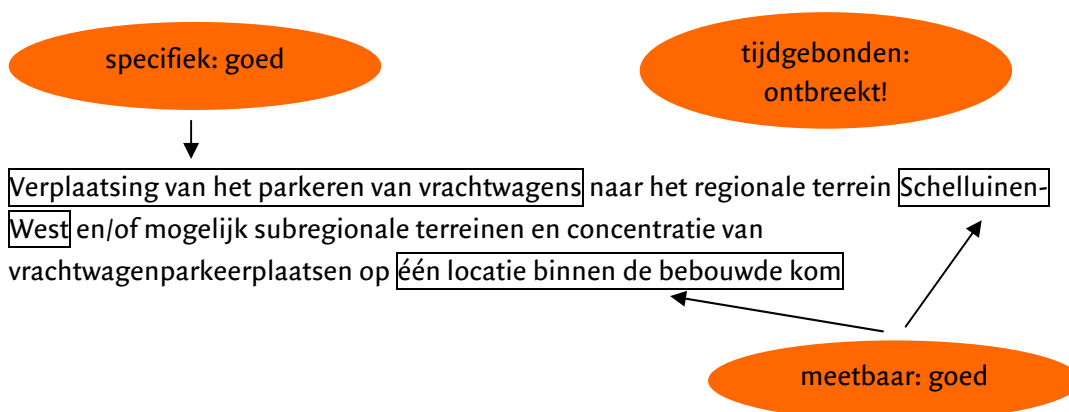 specifiek: goed
tijdgebonden:
ontbreekt!
Verplaatsing van het parkeren van vrachtwagens naar het regionale terrein Schelluinen-
West en/of mogelijk subregionale terreinen en concentratie van
vrachtwagenparkeerplaatsen op één locatie binnen de bebouwde kom
meetbaar: goed